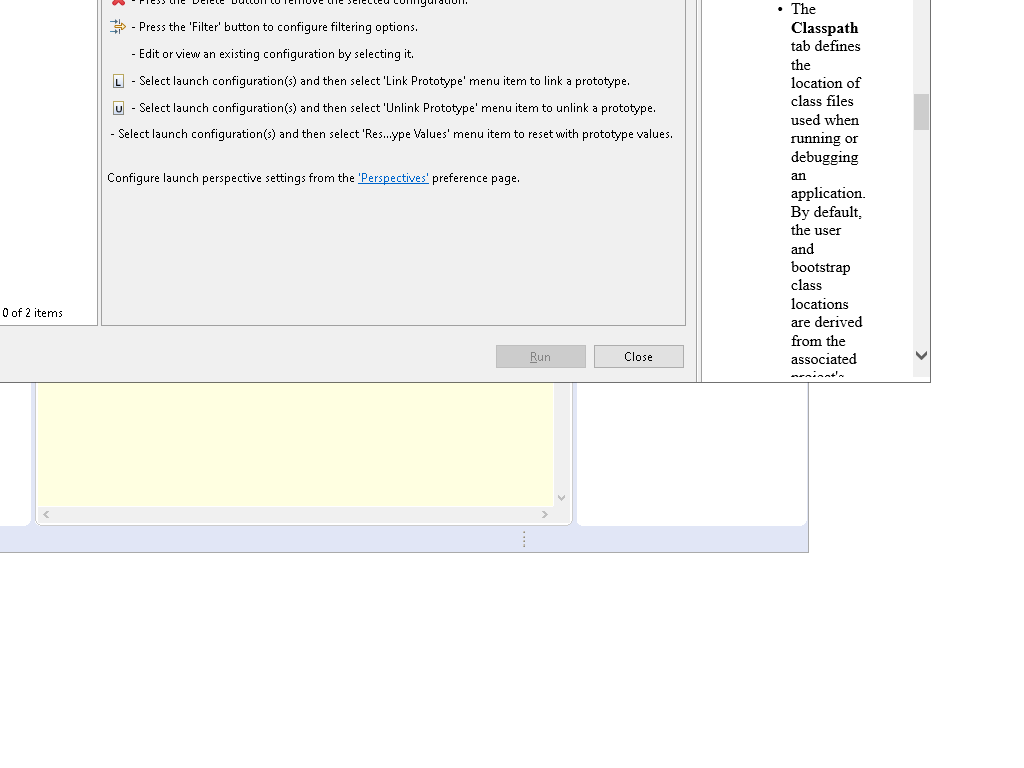 - Press the 'Delete' button to remove the selected configuration.
- Press the 'Filter' button to configure filtering options.
- Edit or view an existing configuration by selecting it.
L - Select launch configuration(s) and then select 'Link Prototype' menu item to link a prototype.
U - Select launch configuration(s) and then select 'Unlink Prototype' menu item to unlink a prototype.
- Select launch configuration(s) and then select 'Res...ype Values' menu item to reset with prototype values.
Configure launch perspective settings from the 'Perspectives' preference page.
0 of 2 items
Run
Close
• The
Classpath
tab defines
the
location of
class files
used when
running or
debugging
an
application.
By default,
the user
and
bootstrap
class
locations
are derived
from the
associated
project's